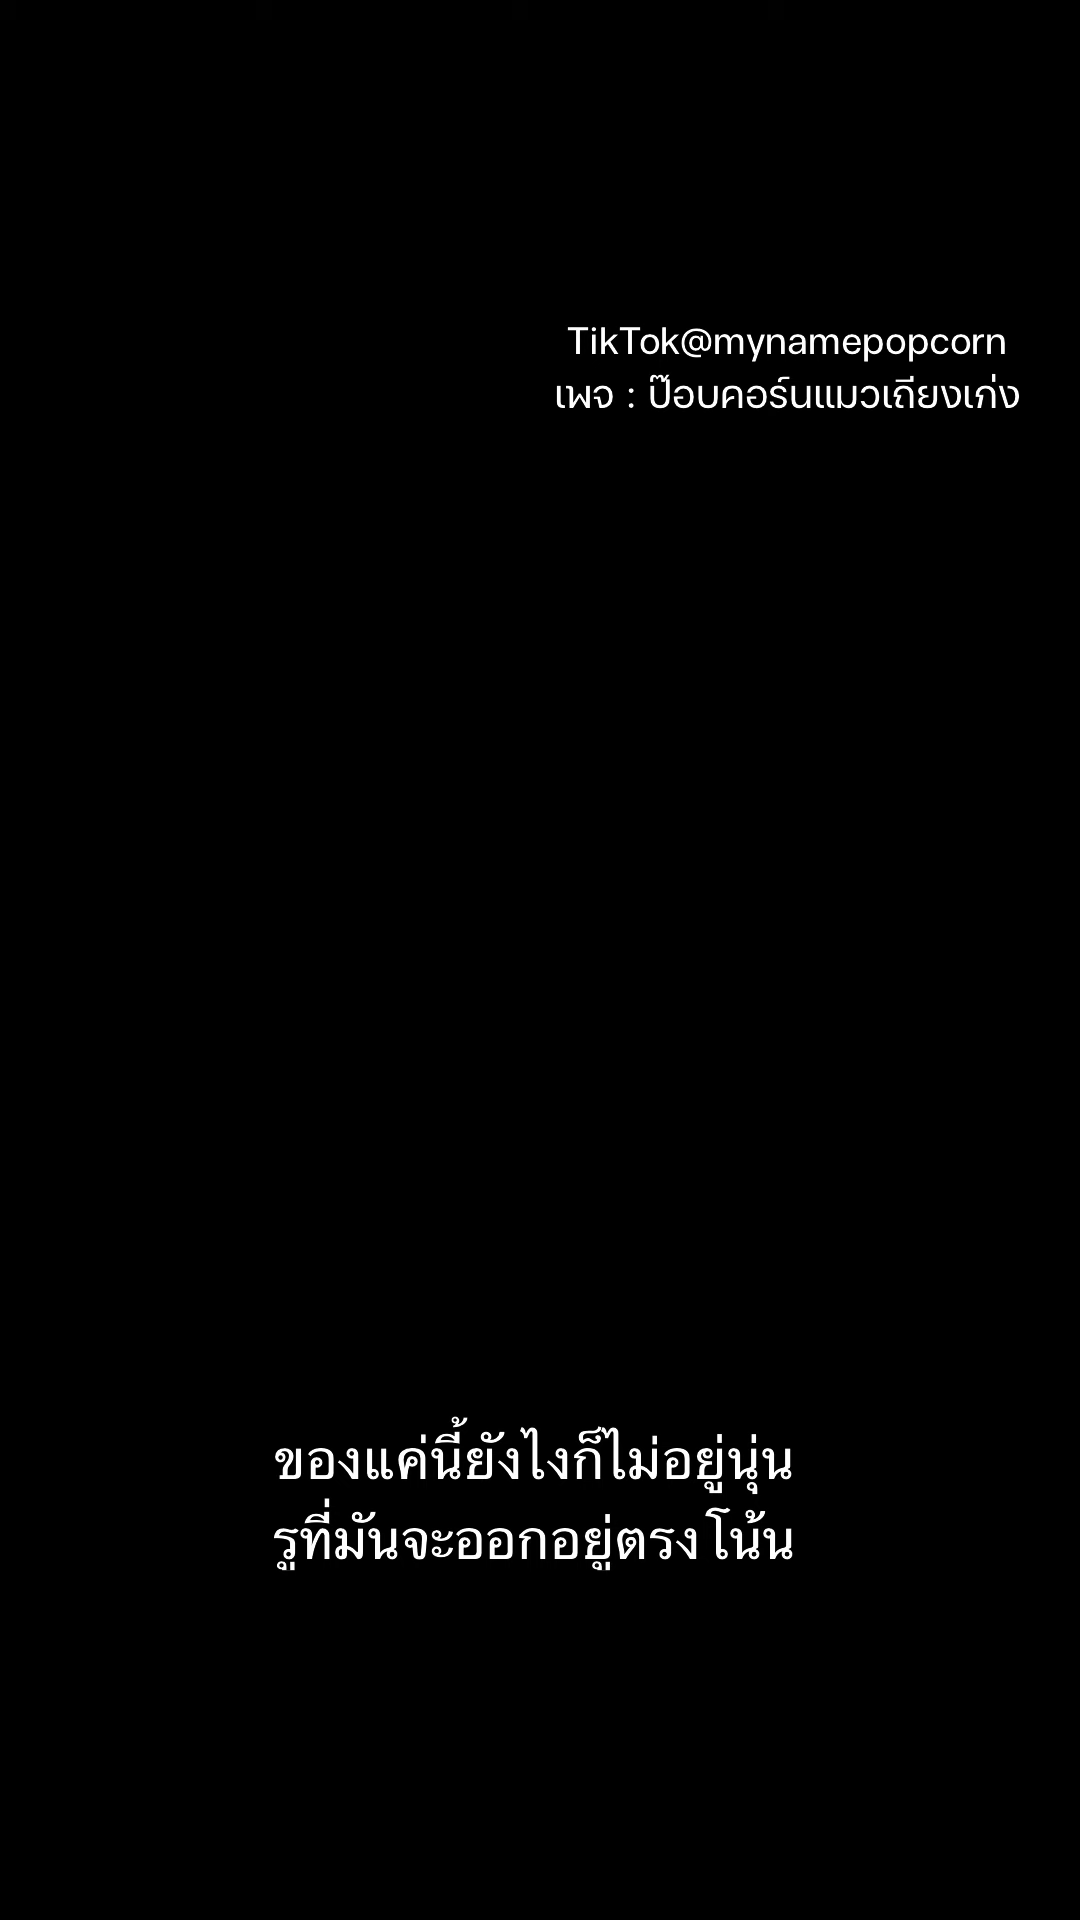 TikTok@mynamepopcorn
เพจ : ป๊อบคอร์นแมวเถียงเก่ง
ของแค่นี้ยังไงก็ไม่อยู่นุ่น
รูที่มันจะออกอยู่ตรงโน้น